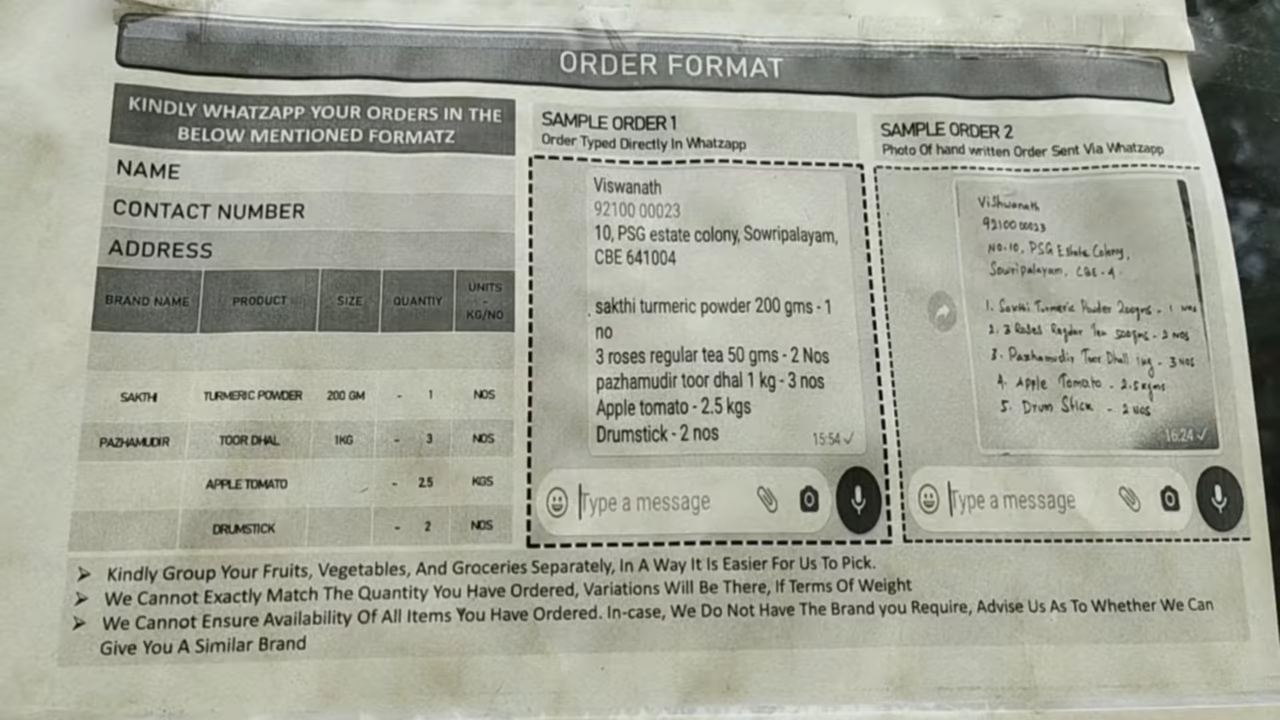 ORDER FORMAT
KINDLY WHATZAPP YOUR ORDERS IN THE
BELOW MENTIONED FORMATZ
NAME
CONTACT NUMBER
ADDRESS
BRAND NAME PRODUCT SIZE QUANTIY UNITS - KG/NO
SAKTHI TURMERIC POWDER 200 GM - 1 NOS
PAZHAMUDIR TOOR DHAL 1KG - 3 NOS
APPLE TOMATO - 2.5 KGS
DRUMSTICK - 2 NOS
SAMPLE ORDER 1
Order Typed Directly In Whatzapp
Viswanath
92100 00023
10, PSG estate colony, Sowripalayam,
CBE 641004
sakthi turmeric powder 200 gms - 1
no
3 roses regular tea 50 gms - 2 Nos
pazhamudir toor dhal 1 kg - 3 nos
Apple tomato - 2.5 kgs
Drumstick - 2 nos
15:54
Type a message
SAMPLE ORDER 2
Photo Of hand written Order Sent Via Whatzapp
Vishwanath
92100 00023
No.10, PSG Estate Colony,
Sowripalayam, CBE - 4.
1. Sakthi Turmeric Powder 200gms - 1 nos
2. 3 Roses Regular Tea 500gms - 2 nos
3. Pazhamudir Toor Dhall 1kg - 3 nos
4. Apple Tomato - 2.5 kgms
5. Drum Stick - 2 nos
16:24
Type a message
➤ Kindly Group Your Fruits, Vegetables, And Groceries Separately, In A Way It Is Easier For Us To Pick.
➤ We Cannot Exactly Match The Quantity You Have Ordered, Variations Will Be There, If Terms Of Weight
➤ We Cannot Ensure Availability Of All Items You Have Ordered. In-case, We Do Not Have The Brand you Require, Advise Us As To Whether We Can
Give You A Similar Brand